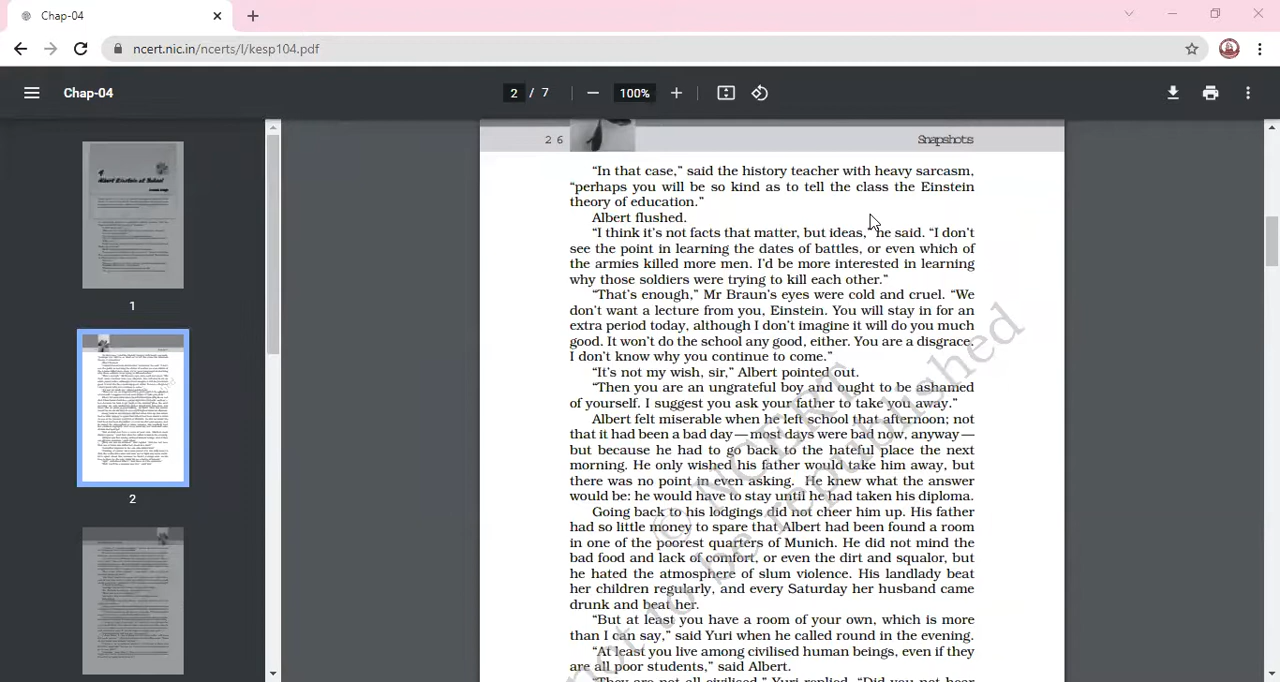 Chap-04
ncert.nic.in/ncerts/l/kesp104.pdf
Chap-04
2 / 7
100%
1
2
2 6
Snapshots
“In that case,” said the history teacher with heavy sarcasm,
“perhaps you will be so kind as to tell the class the Einstein
theory of education.”
Albert flushed.
“I think it’s not facts that matter, but ideas,” he said. “I don’t
see the point in learning the dates of battles, or even which of
the armies killed more men. I’d be more interested in learning
why those soldiers were trying to kill each other.”
“That’s enough,” Mr Braun’s eyes were cold and cruel. “We
don’t want a lecture from you, Einstein. You will stay in for an
extra period today, although I don’t imagine it will do you much
good. It won’t do the school any good, either. You are a disgrace.
I don’t know why you continue to come.”
“It’s not my wish, sir,” Albert pointed out.
“Then you are an ungrateful boy and ought to be ashamed
of yourself. I suggest you ask your father to take you away.”
Albert felt miserable when he left school that afternoon; not
that it had been a bad day — most days were bad now, anyway —
but because he had to go back to the hateful place the next
morning. He only wished his father would take him away, but
there was no point in even asking. He knew what the answer
would be: he would have to stay until he had taken his diploma.
Going back to his lodgings did not cheer him up. His father
had so little money to spare that Albert had been found a room
in one of the poorest quarters of Munich. He did not mind the
bad food and lack of comfort, or even the dirt and squalor, but
he hated the atmosphere of slum violence. His landlady beat
her children regularly, and every Saturday her husband came
drunk and beat her.
“But at least you have a room of your own, which is more
than I can say,” said Yuri when he called round in the evening.
“At least you live among civilised human beings, even if they
are all poor students,” said Albert.
“They are not all civilised,” Yuri replied. “Did you not hear
© NCERT
not to be republished